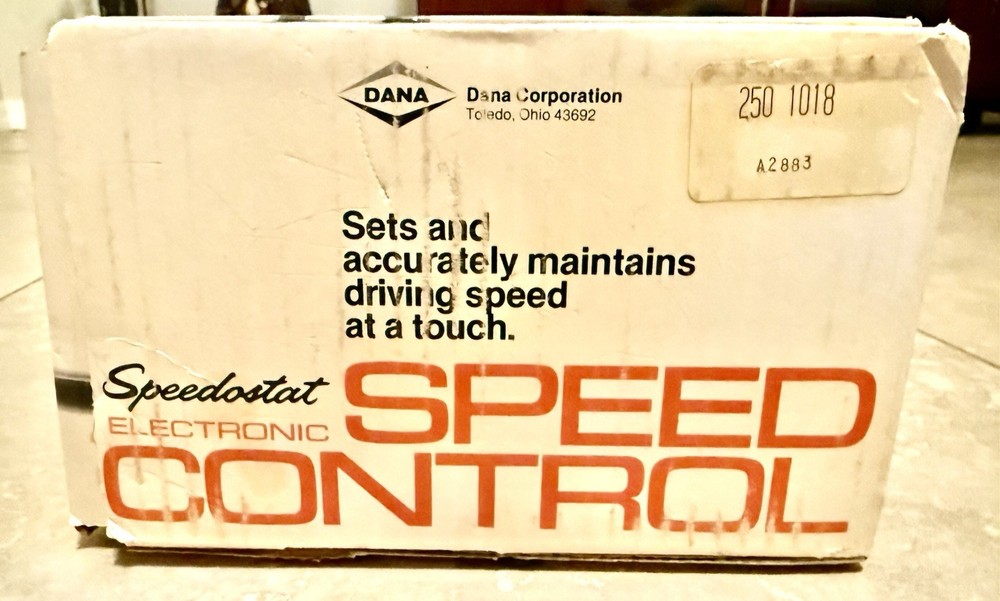 DANA
Dana Corporation
Toledo, Ohio 43692
250 1018
A2883
Sets and
accurately maintains
driving speed
at a touch.
Speedostat
ELECTRONIC
SPEED
CONTROL